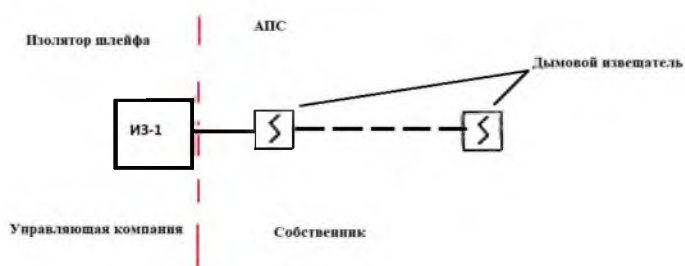 АПС
Изолятор шлейфа
Дымовой извещатель
ИЗ-1
Управляющая компания
Собственник